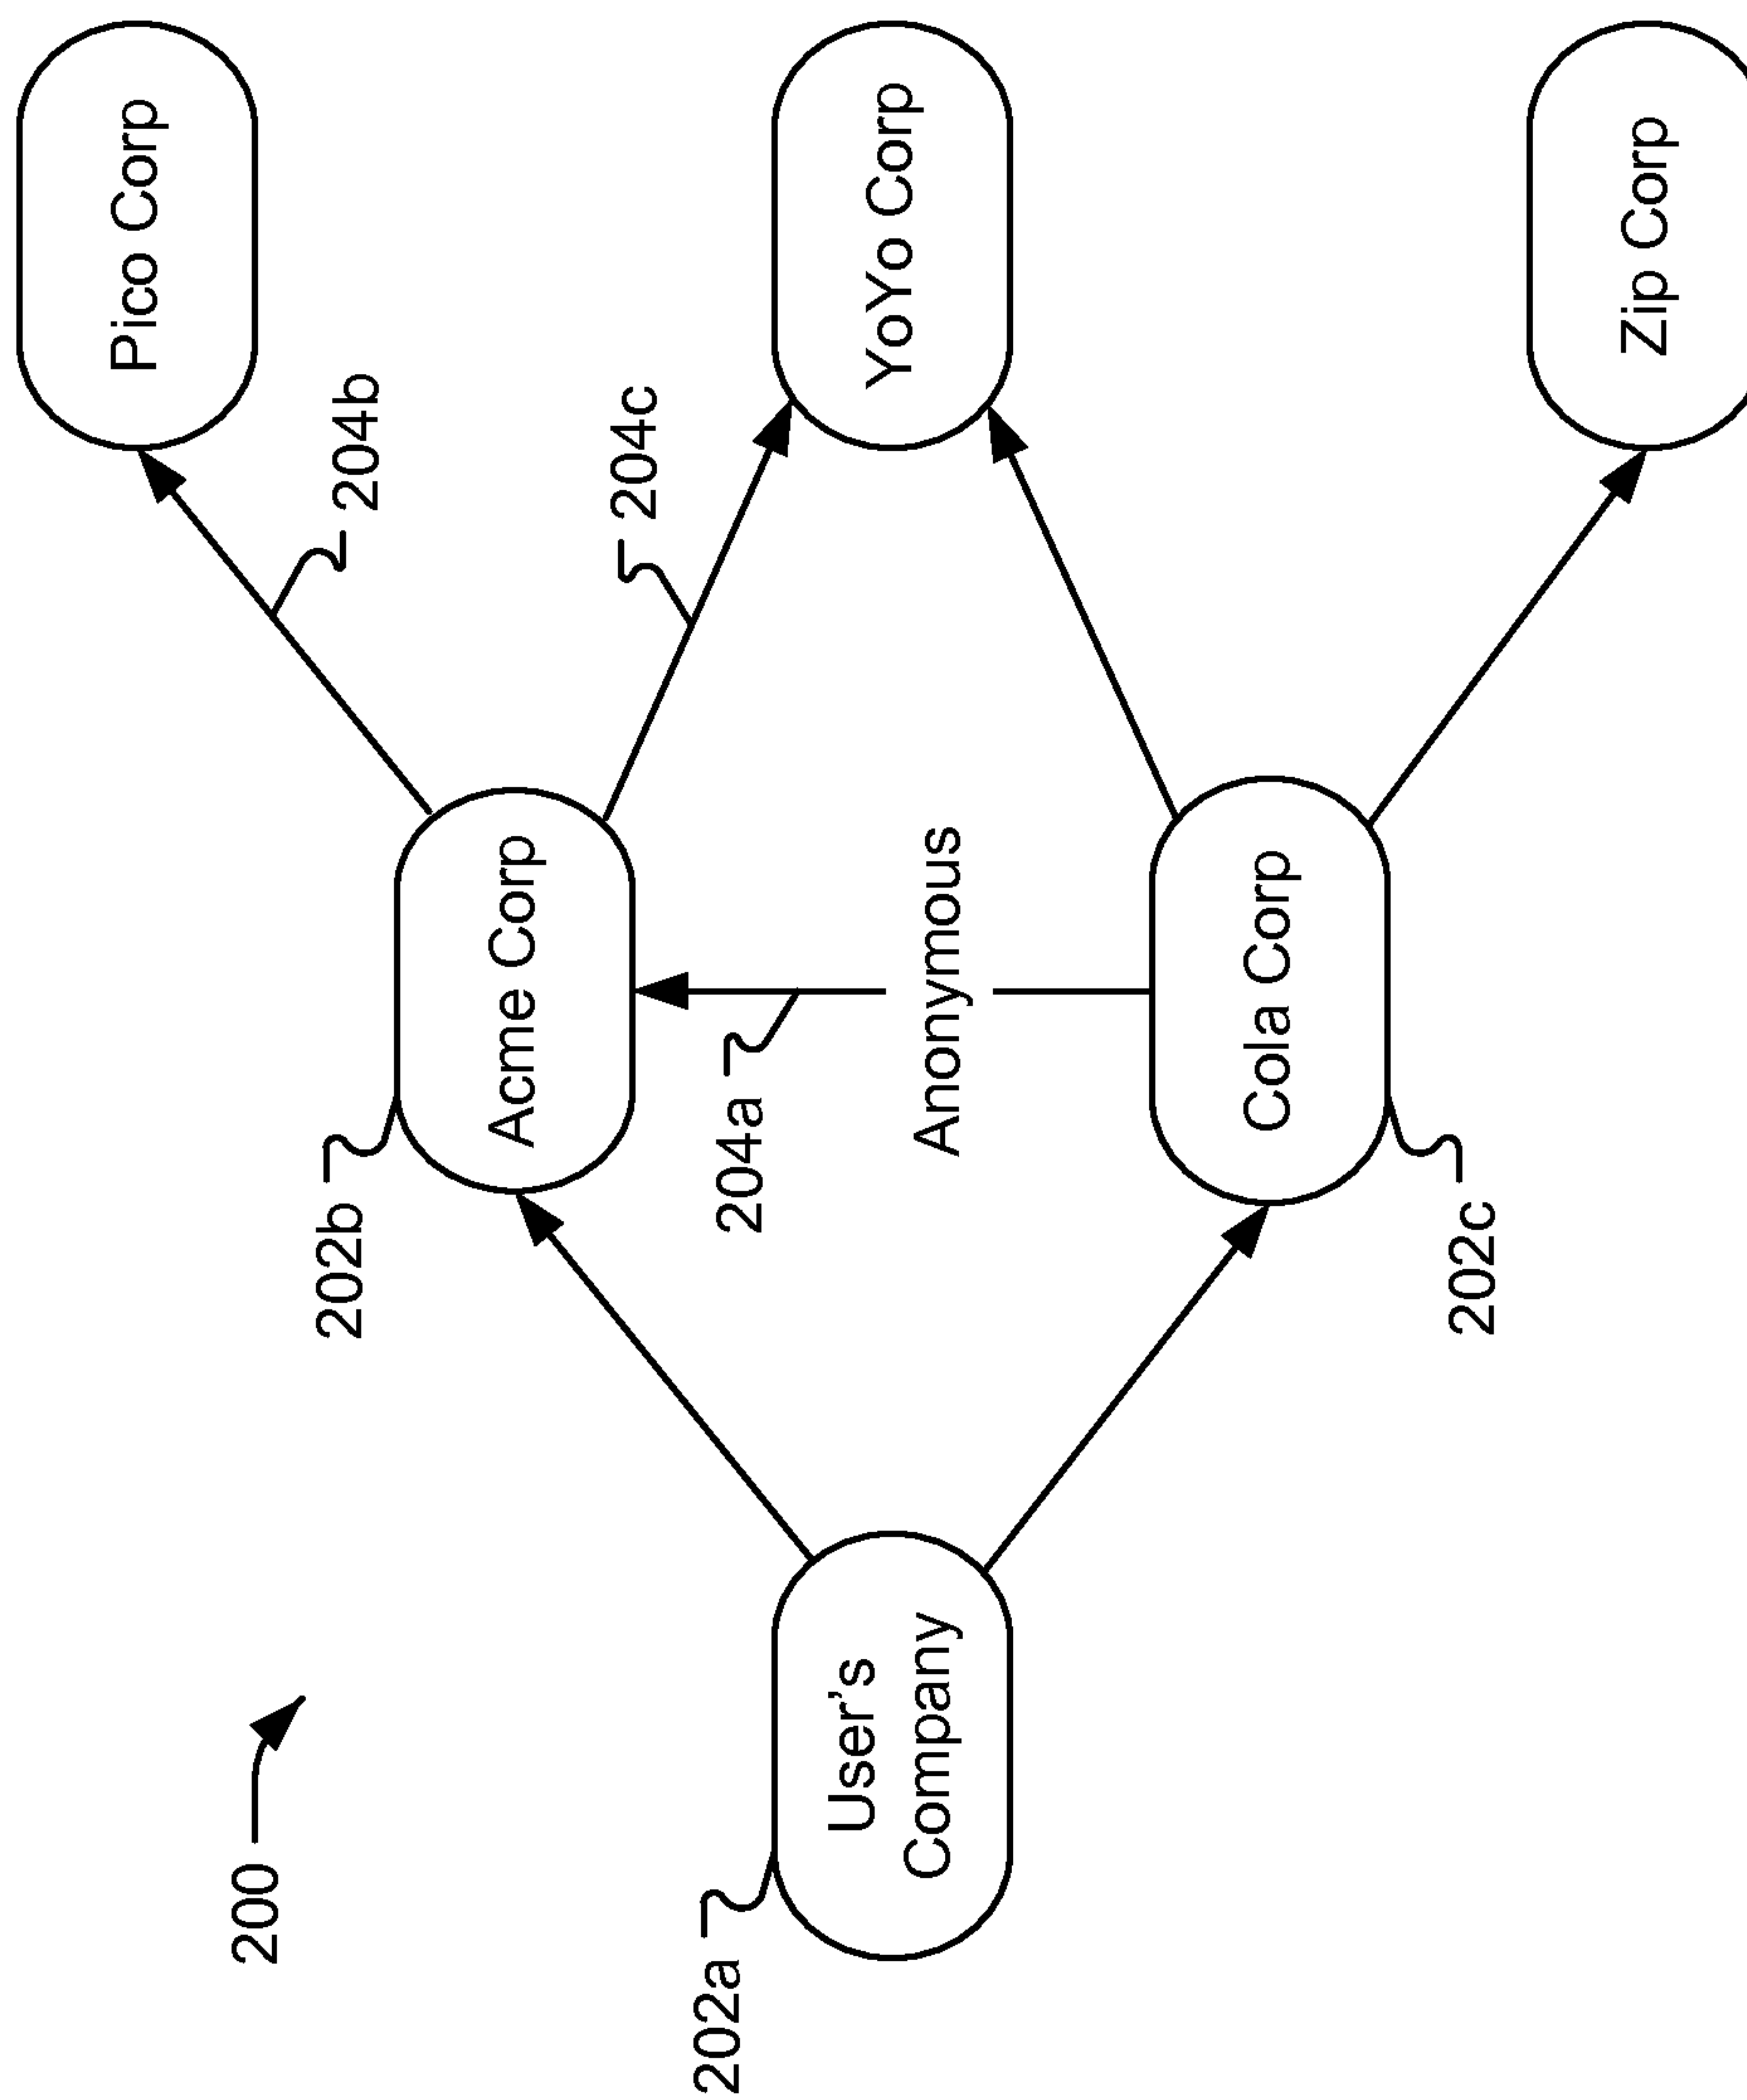 200
202a
User's
Company
202b
Acme Corp
204a
Anonymous
Cola Corp
202c
204b
204c
Pico Corp
YoYo Corp
Zip Corp